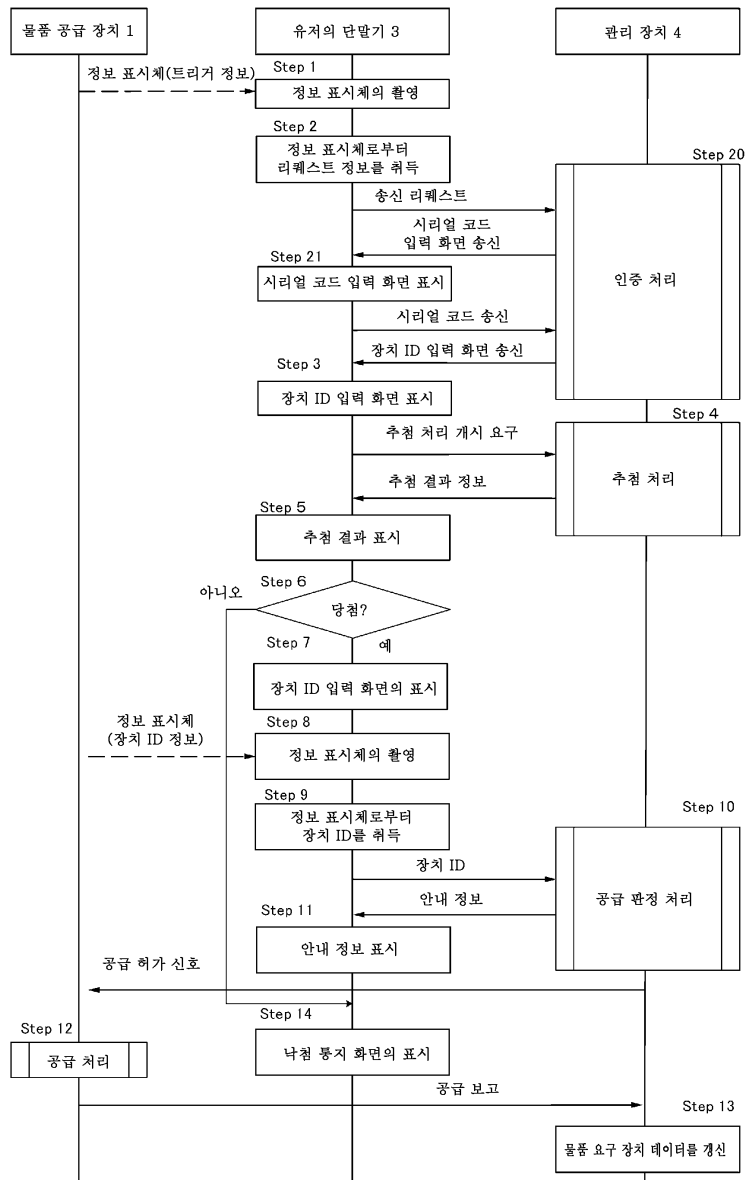 물품 공급 장치 1
유저의 단말기 3
관리 장치 4
정보 표시체(트리거 정보)
Step 1
정보 표시체의 촬영
Step 2
정보 표시체로부터
리퀘스트 정보를 취득
Step 20
송신 리퀘스트
시리얼 코드
입력 화면 송신
인증 처리
Step 21
시리얼 코드 입력 화면 표시
시리얼 코드 송신
장치 ID 입력 화면 송신
Step 3
장치 ID 입력 화면 표시
Step 4
추첨 처리 개시 요구
추첨 처리
추첨 결과 정보
Step 5
추첨 결과 표시
Step 6
아니오
당첨?
Step 7
예
장치 ID 입력 화면의 표시
정보 표시체
(장치 ID 정보)
Step 8
정보 표시체의 촬영
Step 9
정보 표시체로부터
장치 ID를 취득
Step 10
장치 ID
안내 정보
공급 판정 처리
Step 11
안내 정보 표시
공급 허가 신호
Step 14
Step 12
낙첨 통지 화면의 표시
공급 처리
공급 보고
Step 13
물품 요구 장치 데이터를 갱신